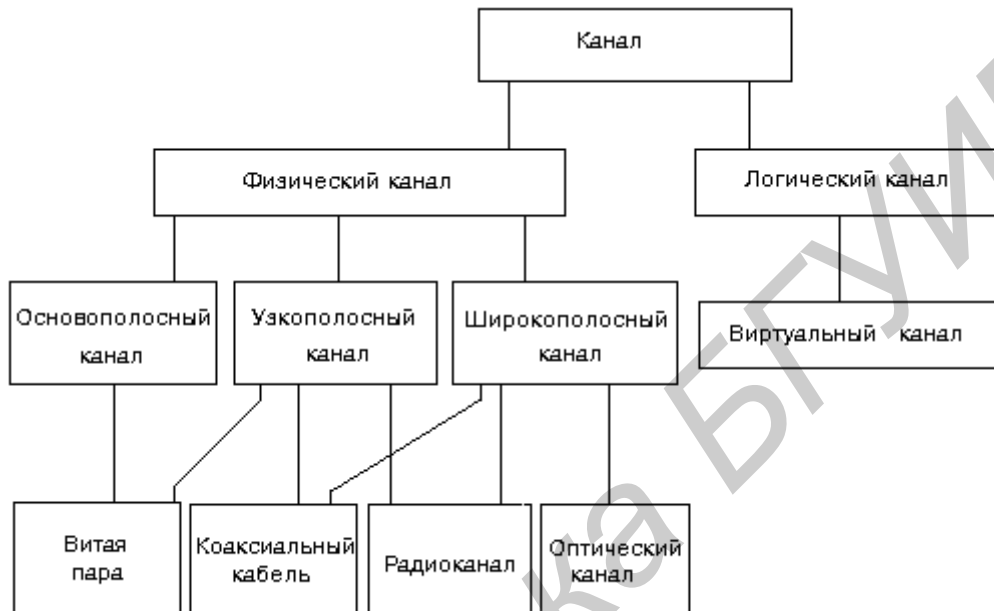 Канал
Физический канал
Логический канал
Основополосный
канал
Узкополосный
канал
Широкополосный
канал
Виртуальный канал
Витая
пара
Коаксиальный
кабель
Радиоканал
Оптический
канал